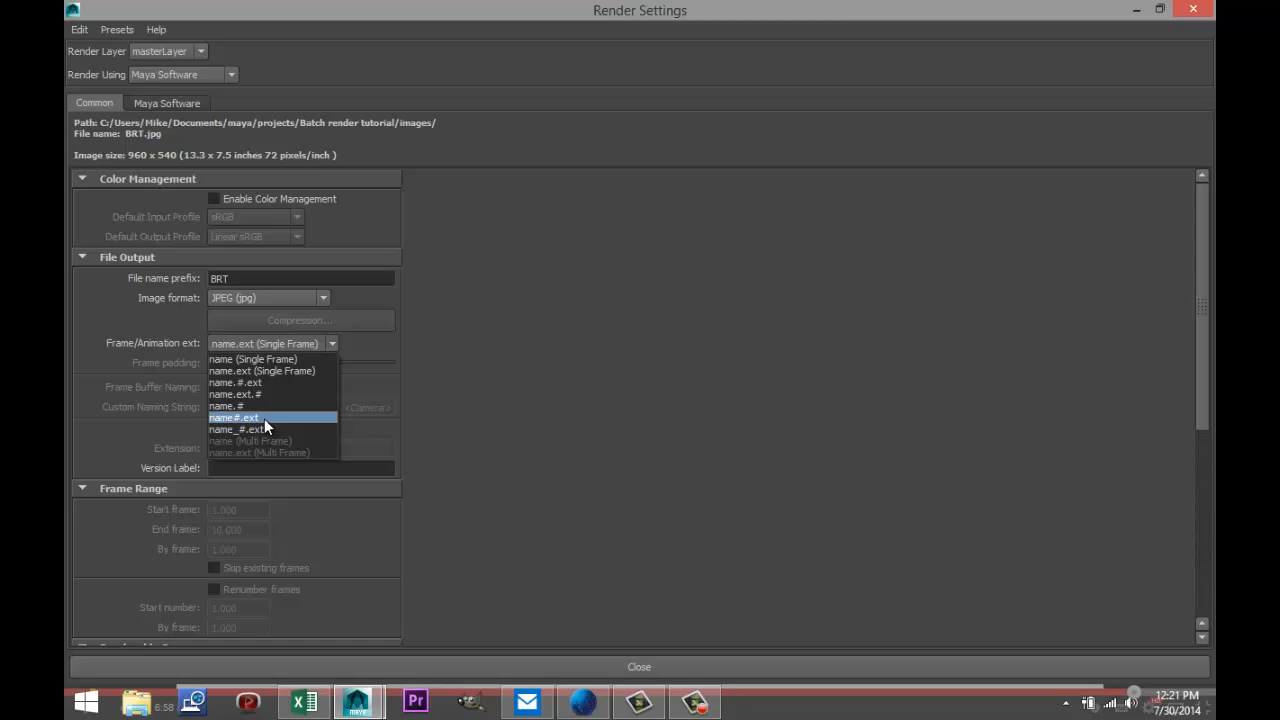 Render Settings
Edit Presets Help
Render Layer masterLayer
Render Using Maya Software
Common Maya Software
Path: C:/Users/Mike/Documents/maya/projects/Batch render tutorial/images/
File name: BRT.jpg
Image size: 960 x 540 (13.3 x 7.5 inches 72 pixels/inch )
Color Management
Enable Color Management
Default Input Profile sRGB
Default Output Profile Linear sRGB
File Output
File name prefix: BRT
Image format: JPEG (jpg)
Compression...
Frame/Animation ext: name.ext (Single Frame)
name (Single Frame)
Frame padding:
name.ext (Single Frame)
name.#.ext
Frame Buffer Naming:
name.ext.#
Custom Naming String:
name.# <Camera>
name#.ext
name_#.ext
name (Multi Frame)
Extension:
name.ext (Multi Frame)
Version Label:
Frame Range
Start frame: 1.000
End frame: 10.000
By frame: 1.000
Skip existing frames
Renumber frames
Start number: 1.000
By frame: 1.000
Close
6:58
Pr
12:21 PM
7/30/2014